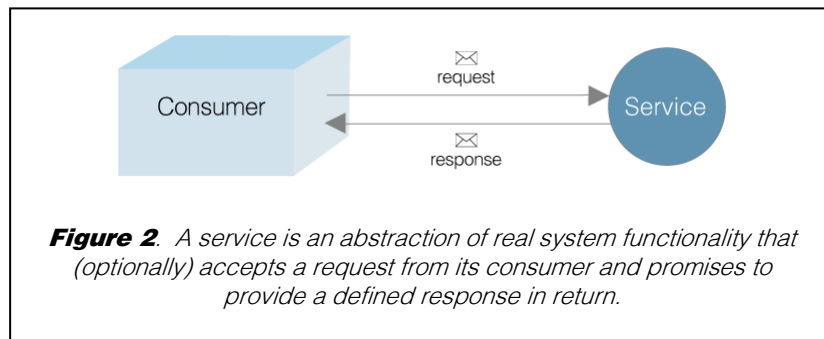 request
Consumer
Service
response
Figure 2. A service is an abstraction of real system functionality that
(optionally) accepts a request from its consumer and promises to
provide a defined response in return.